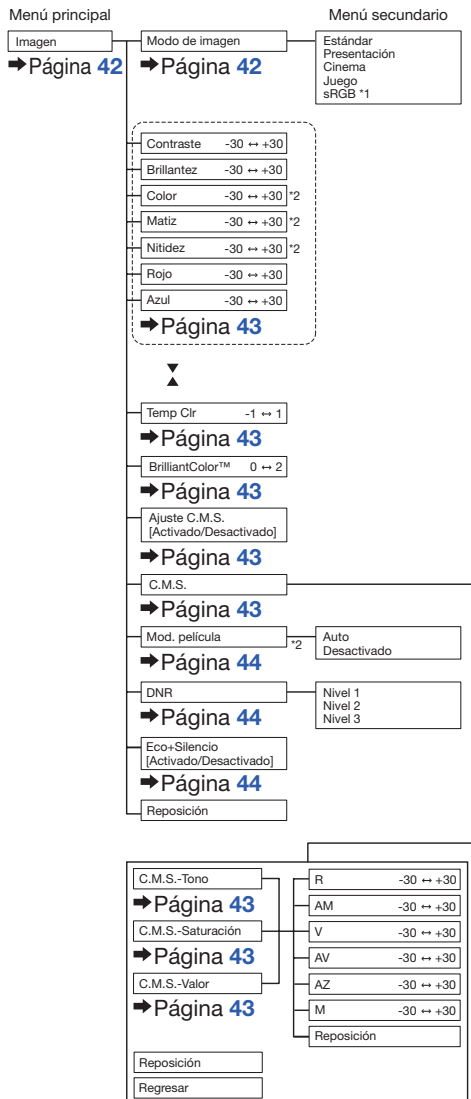 Menú principal
Menú secundario
Imagen
➡Página 42
Modo de imagen
➡Página 42
Estándar
Presentación
Cinema
Juego
sRGB *1
Contraste -30 ↔ +30
Brillantez -30 ↔ +30
Color -30 ↔ +30 *2
Matiz -30 ↔ +30 *2
Nitidez -30 ↔ +30 *2
Rojo -30 ↔ +30
Azul -30 ↔ +30
➡Página 43
Temp Clr -1 ↔ 1
➡Página 43
BrilliantColor™ 0 ↔ 2
➡Página 43
Ajuste C.M.S.
[Activado/Desactivado]
➡Página 43
C.M.S.
➡Página 43
Mod. película *2
Auto
Desactivado
➡Página 44
DNR
Nivel 1
Nivel 2
Nivel 3
➡Página 44
Eco+Silencio
[Activado/Desactivado]
➡Página 44
Reposición
C.M.S.-Tono
➡Página 43
C.M.S.-Saturación
➡Página 43
C.M.S.-Valor
➡Página 43
R -30 ↔ +30
AM -30 ↔ +30
V -30 ↔ +30
AV -30 ↔ +30
AZ -30 ↔ +30
M -30 ↔ +30
Reposición
Reposición
Regresar